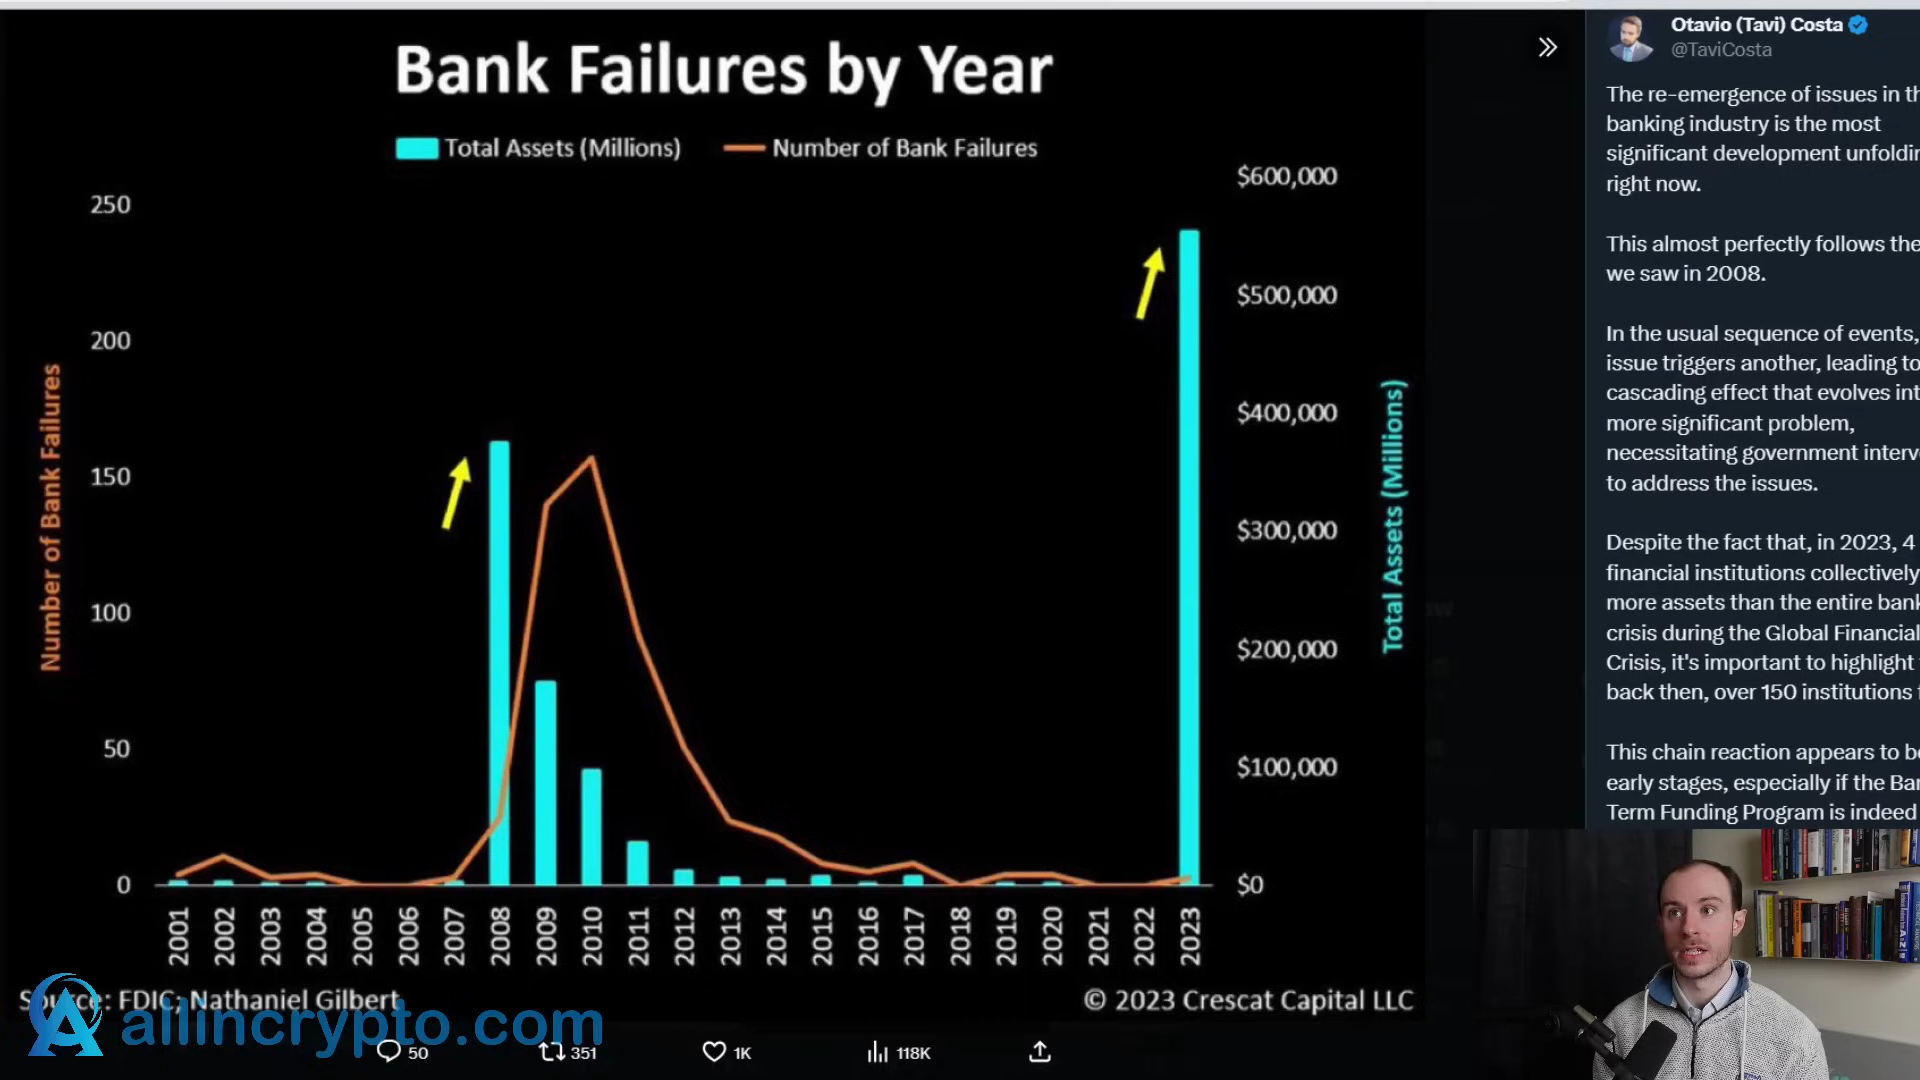 Bank Failures by Year
Total Assets (Millions)
Number of Bank Failures
250
200
150
100
50
0
Number of Bank Failures
$600,000
$500,000
$400,000
$300,000
$200,000
$100,000
$0
Total Assets (Millions)
2001
2002
2003
2004
2005
2006
2007
2008
2009
2010
2011
2012
2013
2014
2015
2016
2017
2018
2019
2020
2021
2022
2023
Source: FDIC; Nathaniel Gilbert
© 2023 Crescat Capital LLC
allincrypto.com
50
351
1K
118K
Otavio (Tavi) Costa
@TaviCosta
The re-emergence of issues in
banking industry is the most
significant development
right now.
This almost perfectly follows the
we saw in 2008.
In the usual sequence of events,
issue triggers another, leading to
cascading effect that evolves
more significant problem,
necessitating government
to address the issues.
Despite the fact that, in 2023, 4
financial institutions collectively
more assets than the entire
crisis during the Global Financial
Crisis, it's important to highlight
back then, over 150 institutions
This chain reaction appears to
early stages, especially if the
Term Funding Program is indeed